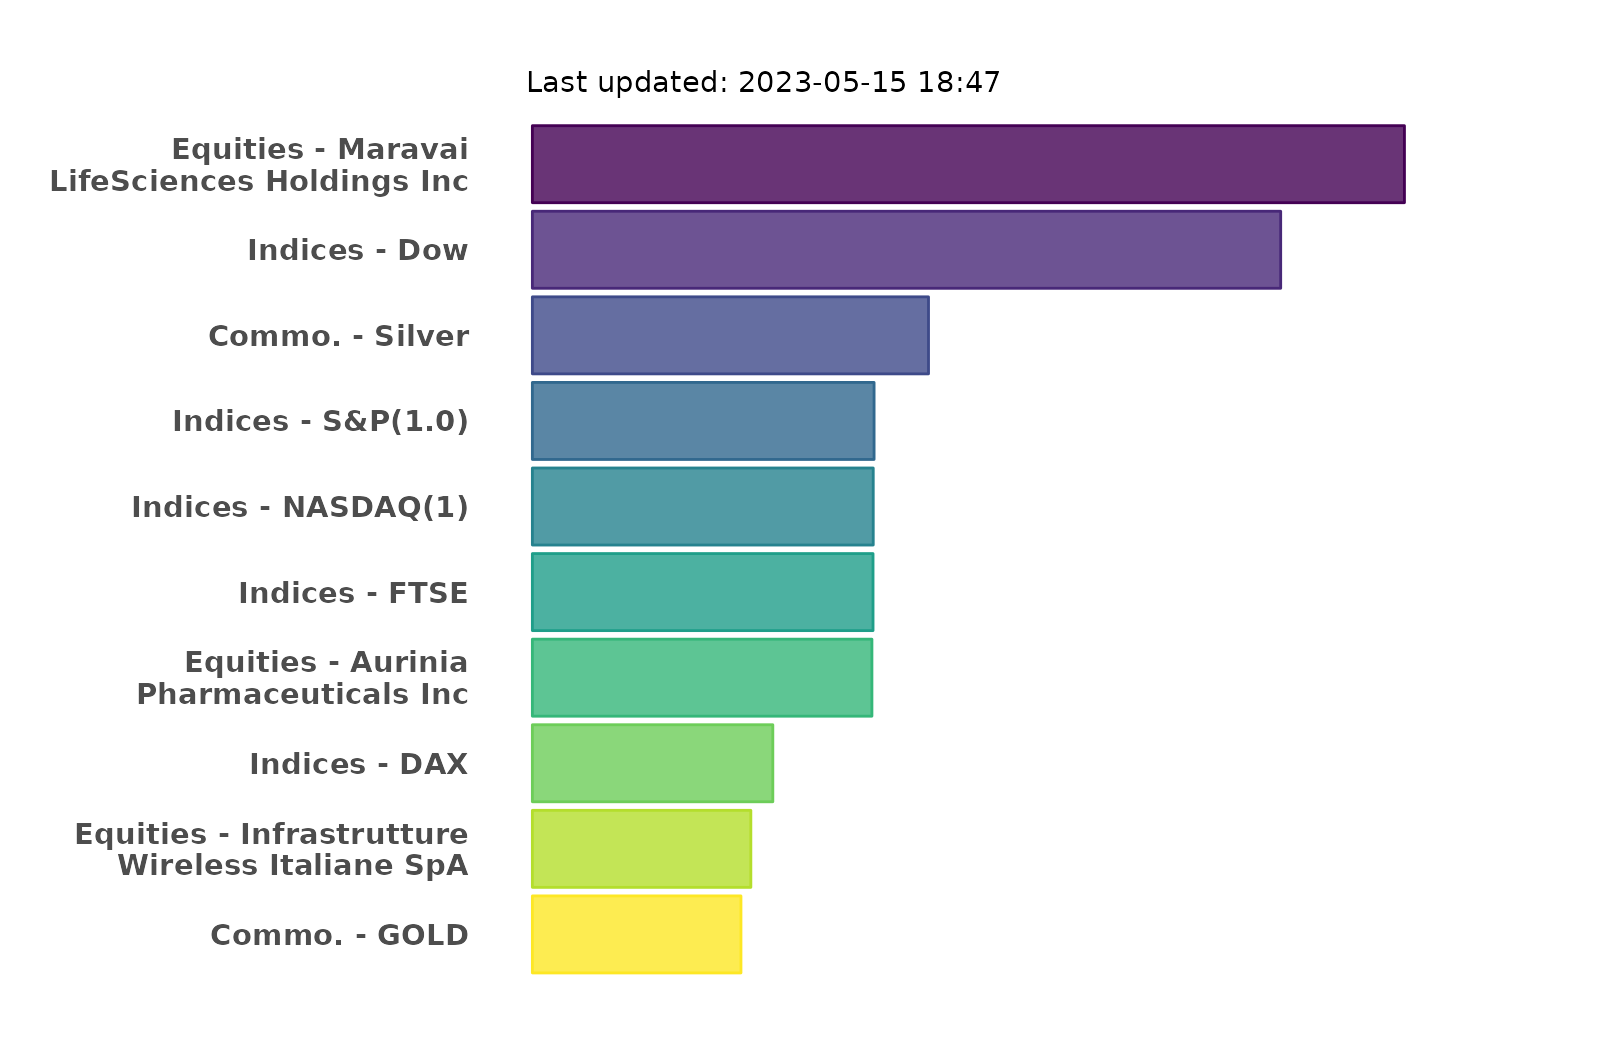 Last updated: 2023-05-15 18:47
Equities - Maravai
LifeSciences Holdings Inc
Indices - Dow
Commo. - Silver
Indices - S&P(1.0)
Indices - NASDAQ(1)
Indices - FTSE
Equities - Aurinia
Pharmaceuticals Inc
Indices - DAX
Equities - Infrastrutture
Wireless Italiane SpA
Commo. - GOLD